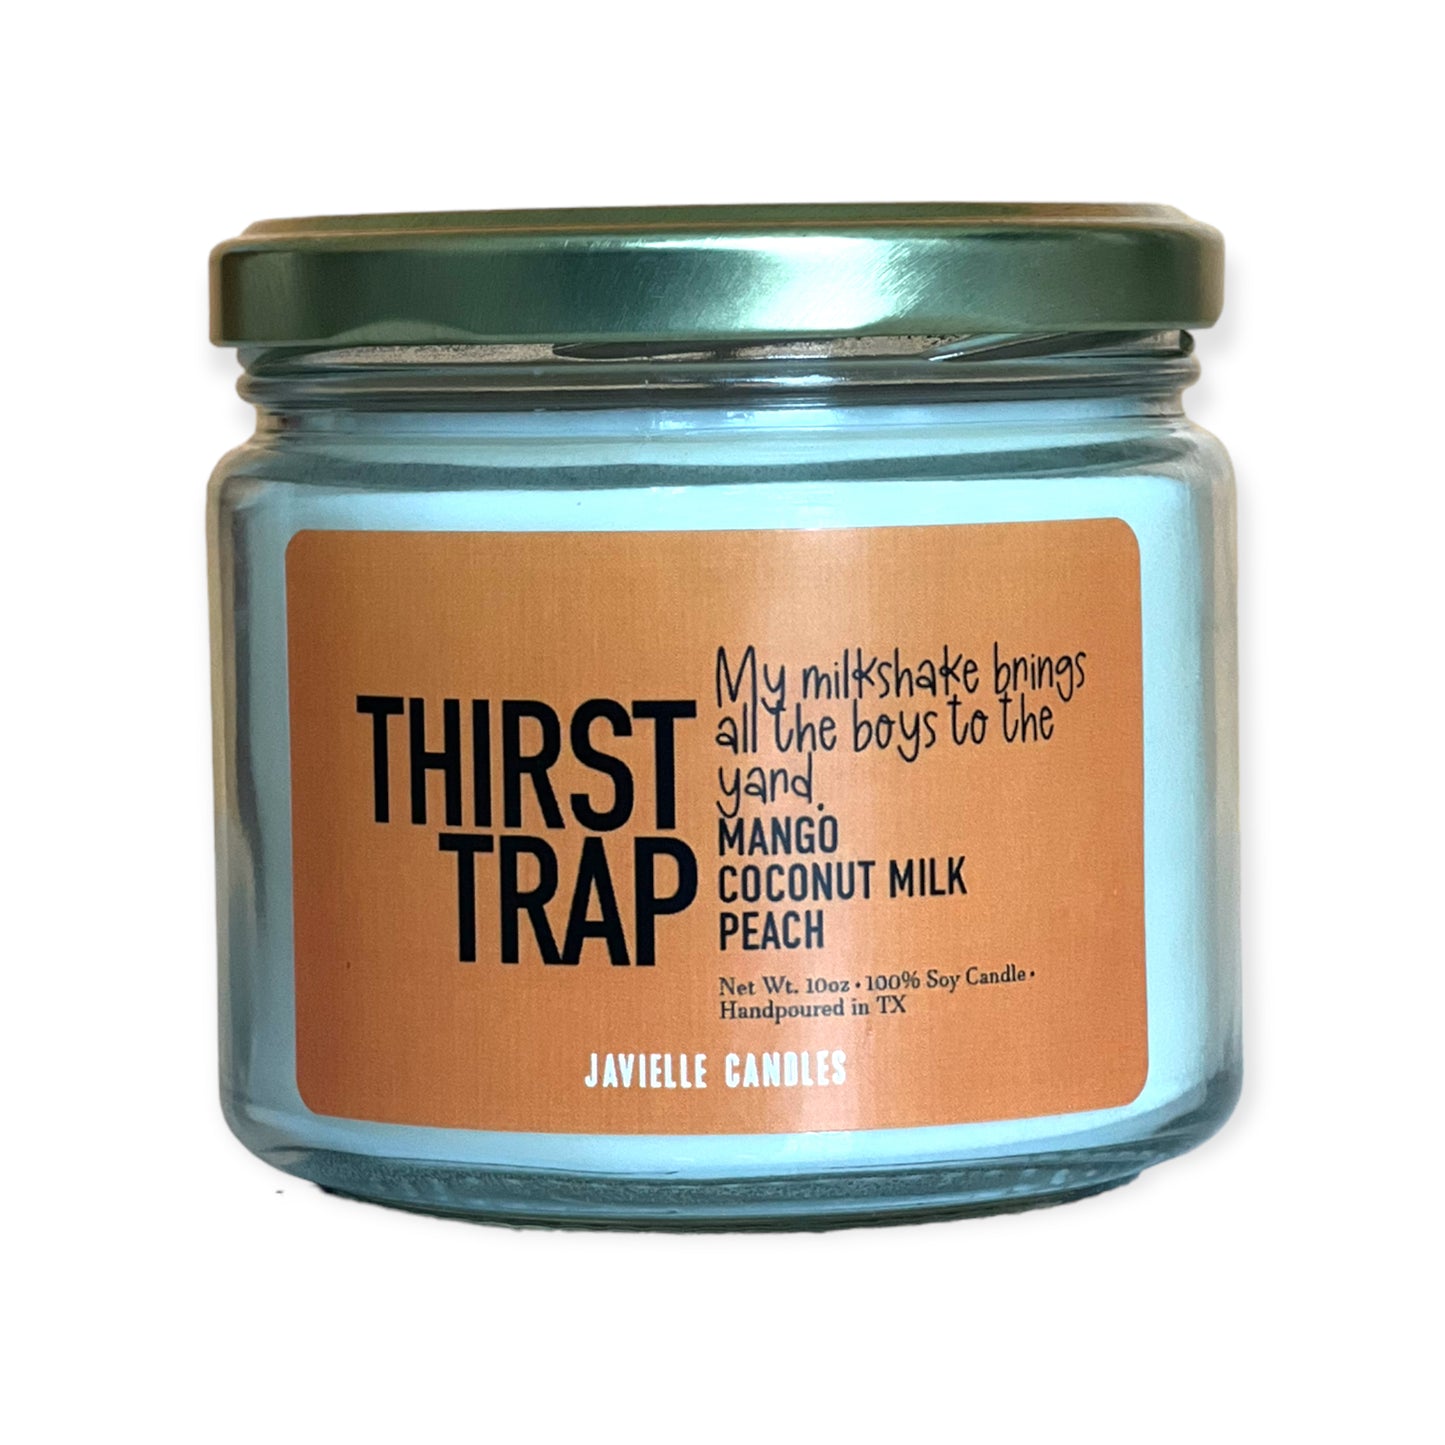 THIRST
TRAP
My milkshake brings
all the boys to the
yard.
MANGO
COCONUT MILK
PEACH
Net Wt. 10oz • 100% Soy Candle •
Handpoured in TX
JAVIELLE CANDLES